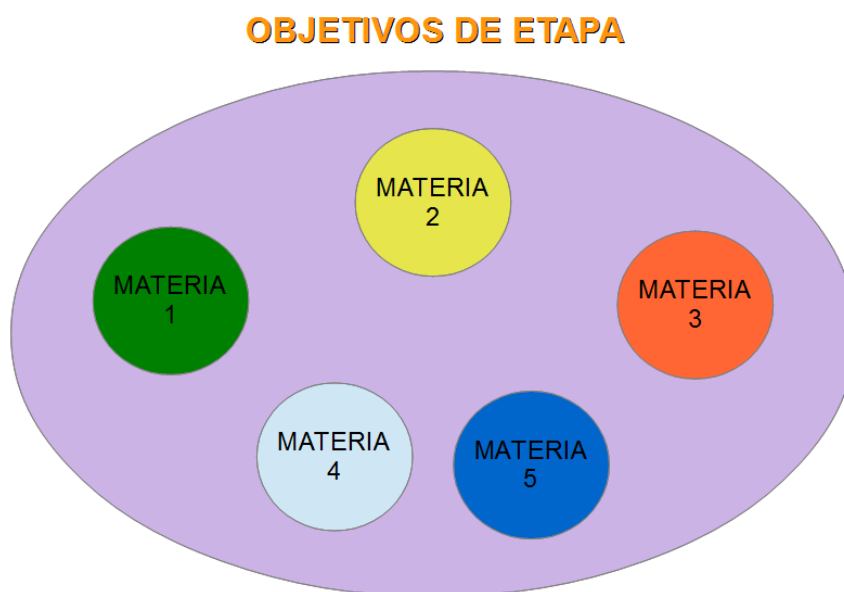 OBJETIVOS DE ETAPA
MATERIA
1
MATERIA
2
MATERIA
3
MATERIA
4
MATERIA
5